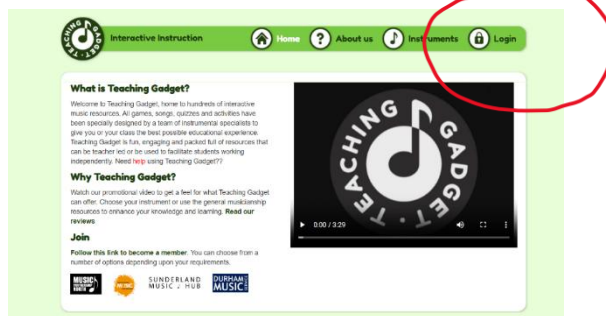 TEACHING GADGET
Interactive Instruction
Home
About us
Instruments
Login
What is Teaching Gadget?
Welcome to Teaching Gadget, home to hundreds of interactive
music resources. All games, songs, quizzes and activities have
been specially designed by a team of instrumental specialists to
give you or your class the best possible educational experience.
Teaching Gadget is fun, engaging and packed full of resources that
can be teacher led or be used to facilitate students working
independently. Need help using Teaching Gadget??
Why Teaching Gadget?
Watch our promotional video to get a feel for what Teaching Gadget
can offer. Choose your instrument or use the general musicianship
resources to enhance your knowledge and learning. Read our
reviews
Join
Follow this link to become a member. You can choose from a
number of options depending upon your requirements.
TEACHING GADGET
0:00 / 3:29
MUSIC
SUNDERLAND
MUSIC HUB
DURHAM
MUSIC